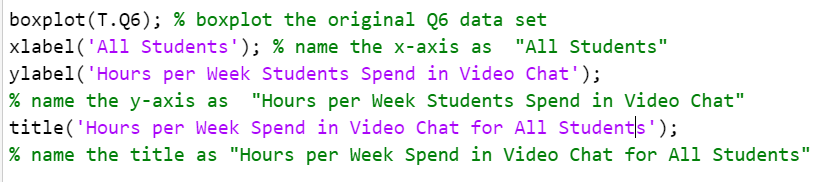 boxplot(T.Q6); % boxplot the original Q6 data set
xlabel('All Students'); % name the x-axis as  "All Students"
ylabel('Hours per Week Students Spend in Video Chat');
% name the y-axis as  "Hours per Week Students Spend in Video Chat"
title('Hours per Week Spend in Video Chat for All Students');
% name the title as "Hours per Week Spend in Video Chat for All Students"